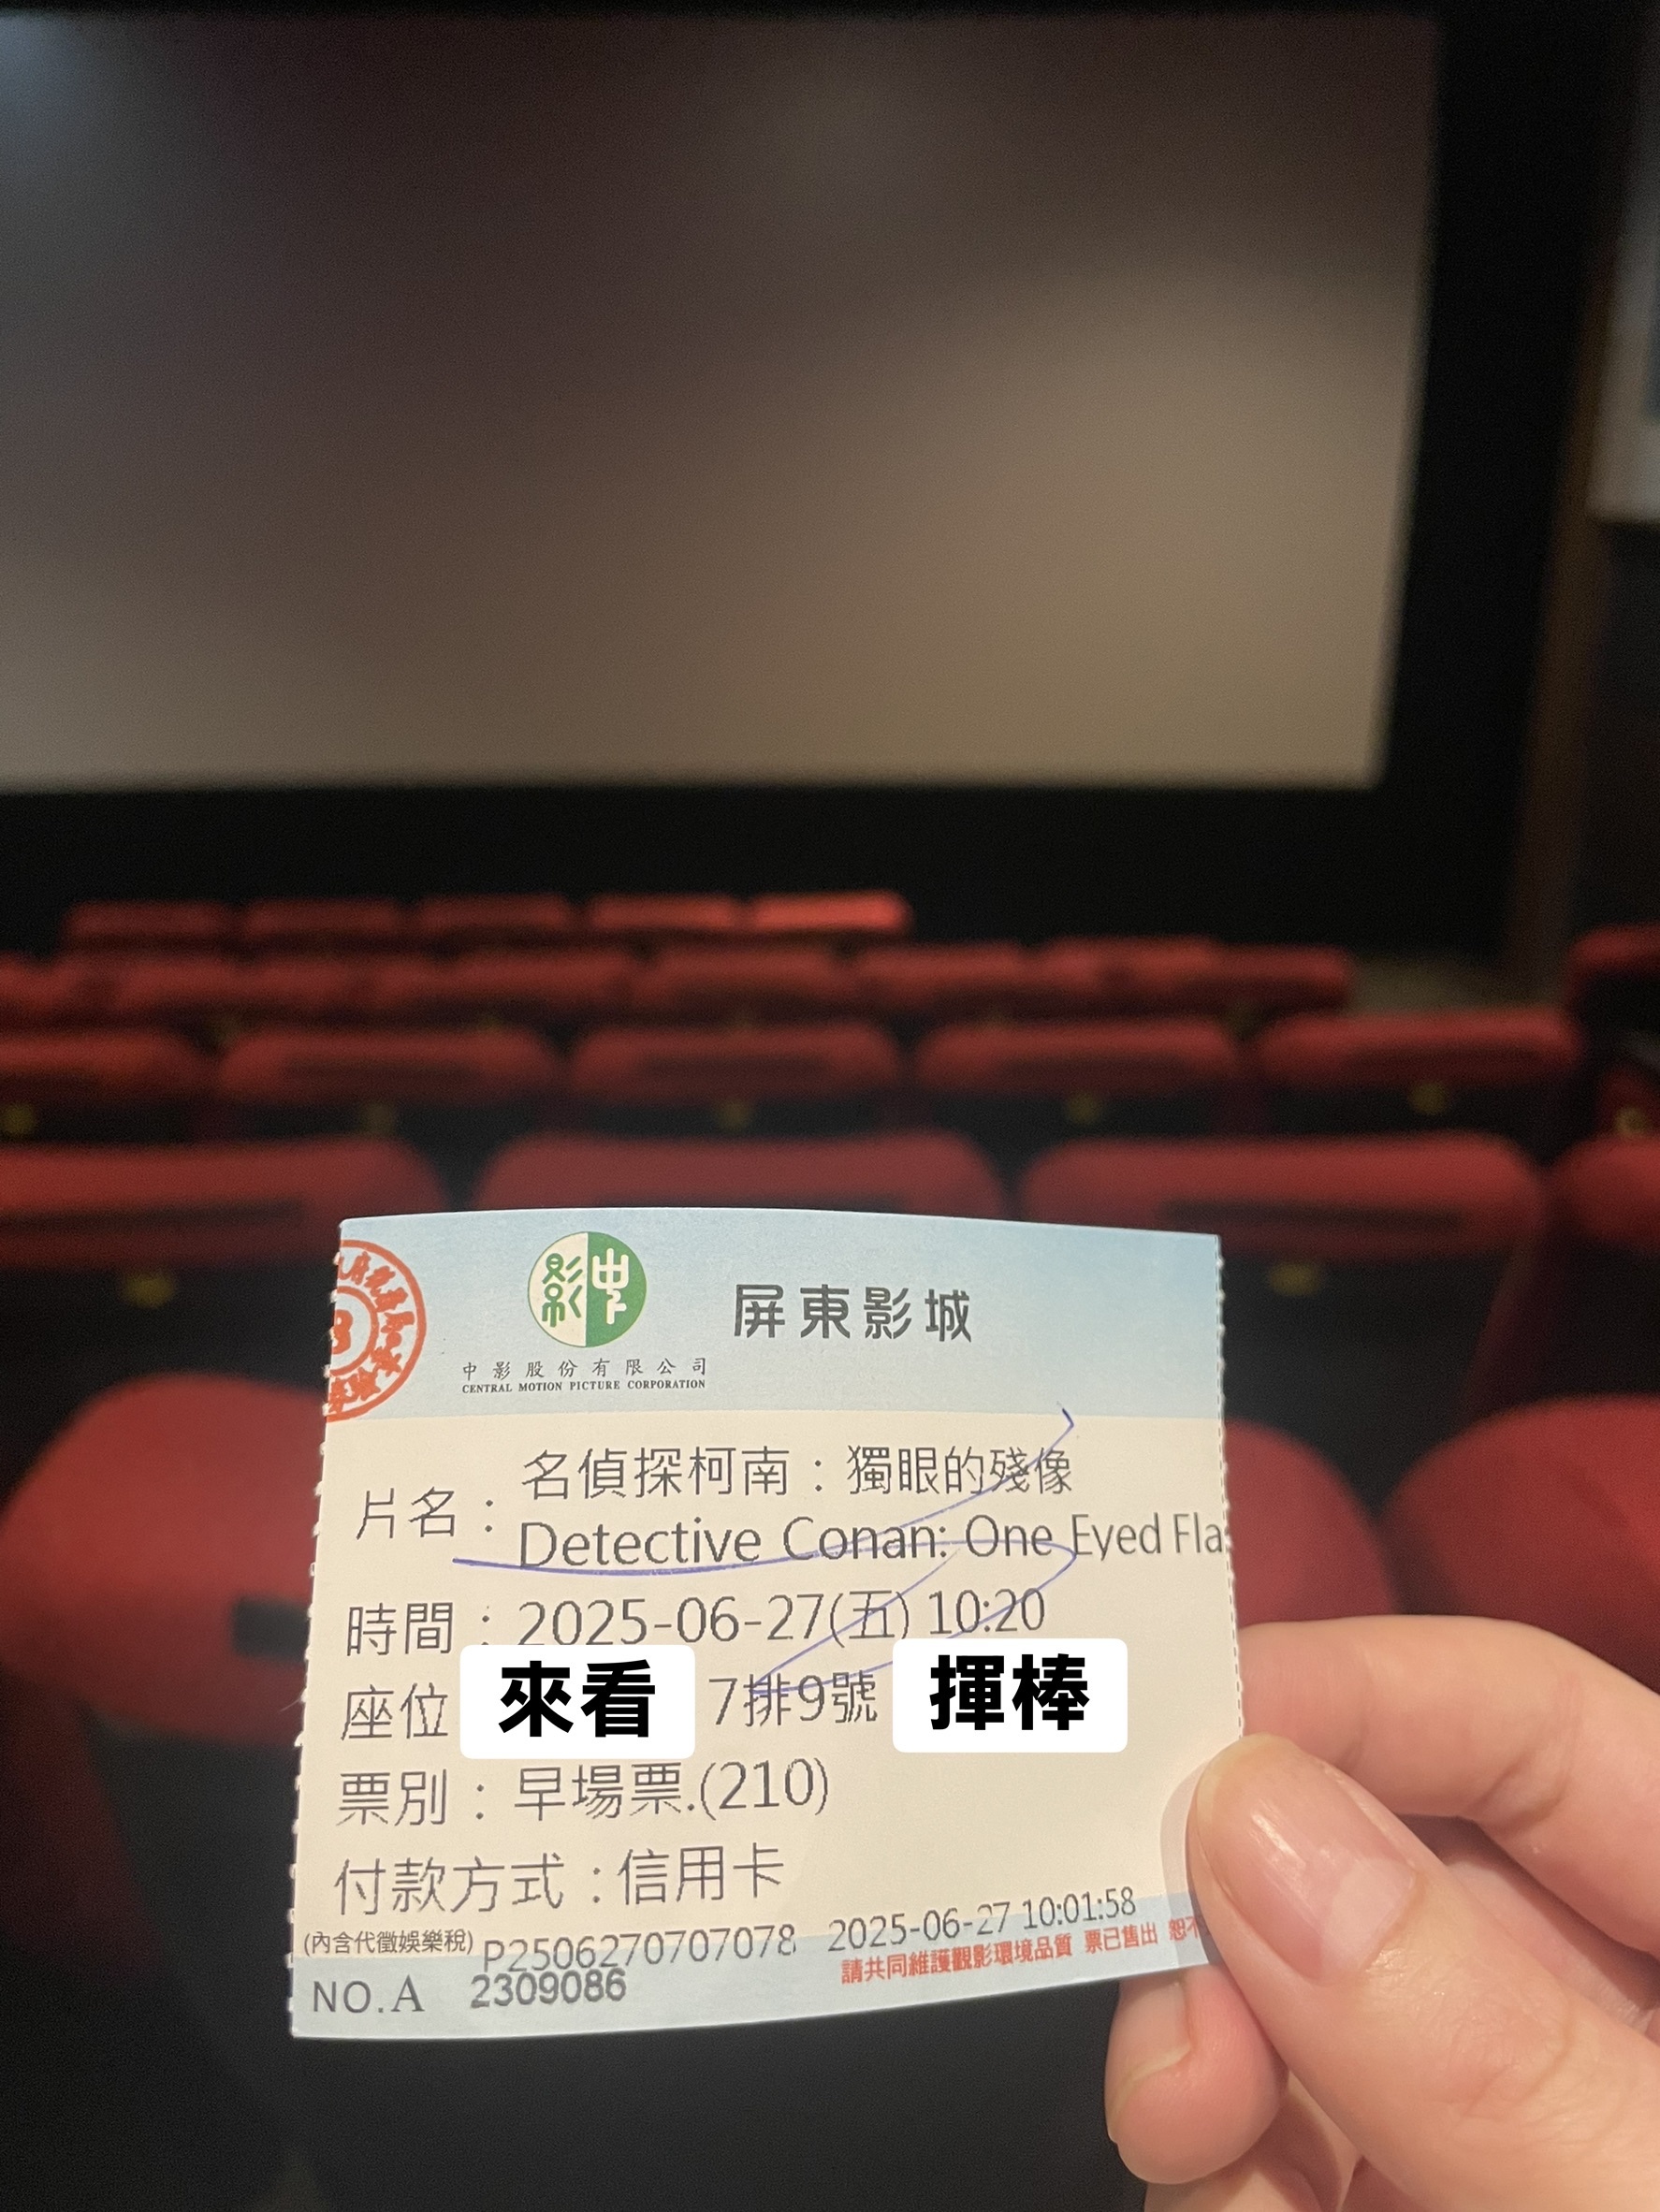 影中
中影股份有限公司
CENTRAL MOTION PICTURE CORPORATION
屏東影城
片名：名偵探柯南：獨眼的殘像
Detective Conan: One Eyed Fla
時間：2025-06-27(五) 10:20
座位 來看 7排9號 揮棒
票別：早場票.(210)
付款方式：信用卡
(內含代徵娛樂稅) P2506270707078 2025-06-27 10:01:58
請共同維護觀影環境品質 票已售出 恕不
NO.A 2309086